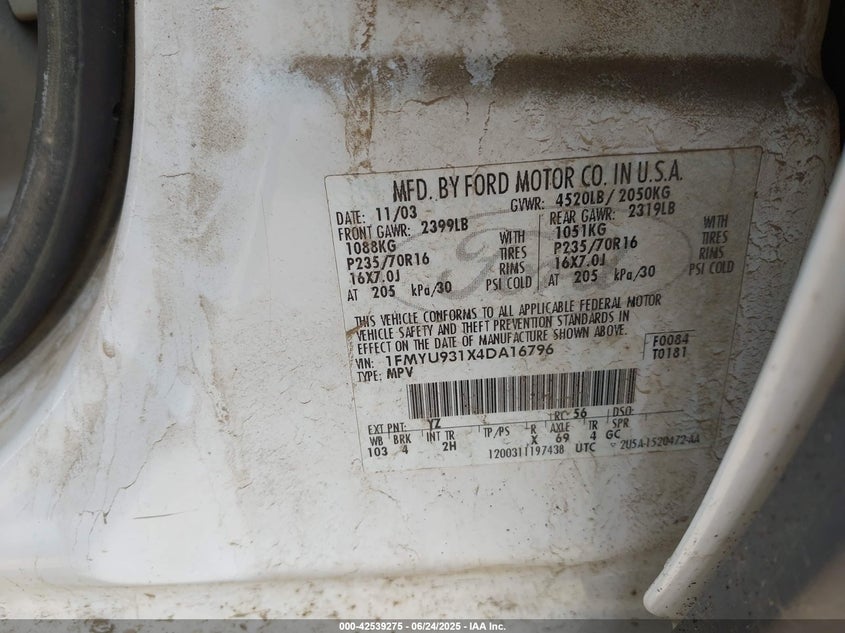 MFD. BY FORD MOTOR CO. IN U.S.A.
DATE: 11/03 GVWR: 4520LB/ 2050KG
FRONT GAWR: 2399LB REAR GAWR: 2319LB
1088KG WITH 1051KG WITH
P235/70R16 TIRES P235/70R16 TIRES
16X7.0J RIMS 16X7.0J RIMS
AT 205 kPa/30 PSI COLD AT 205 kPa/30 PSI COLD
Ford
THIS VEHICLE CONFORMS TO ALL APPLICABLE FEDERAL MOTOR
VEHICLE SAFETY AND THEFT PREVENTION STANDARDS IN
EFFECT ON THE DATE OF MANUFACTURE SHOWN ABOVE.
VIN: 1FMYU931X4DA16796 F0084
TYPE: MPV T0181
EXT PNT: YZ RC: 56 DSO:
WB BRK INT TR TP/PS R AXLE TR SPR
103 4 2H X 69 4 GC
1200311197438 UTC 2U5A-1520472-AA
000-42539275 - 06/24/2025 - IAA Inc.